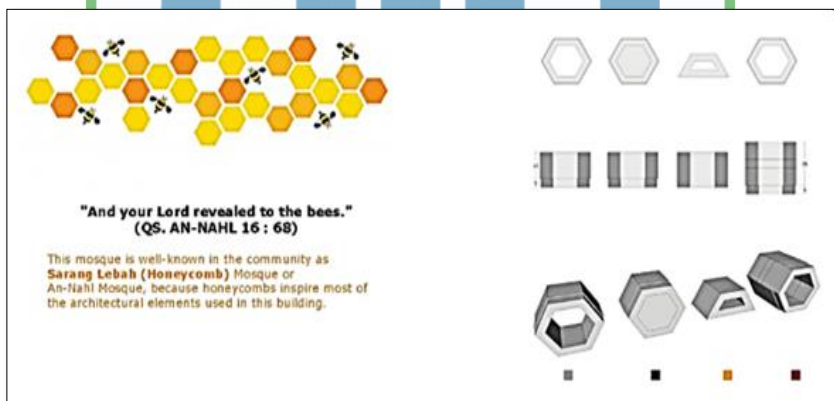 "And your Lord revealed to the bees."
(QS. AN-NAHL 16 : 68)
This mosque is well-known in the community as
Sarang Lebah (Honeycomb) Mosque or
An-Nahl Mosque, because honeycombs inspire most of
the architectural elements used in this building.